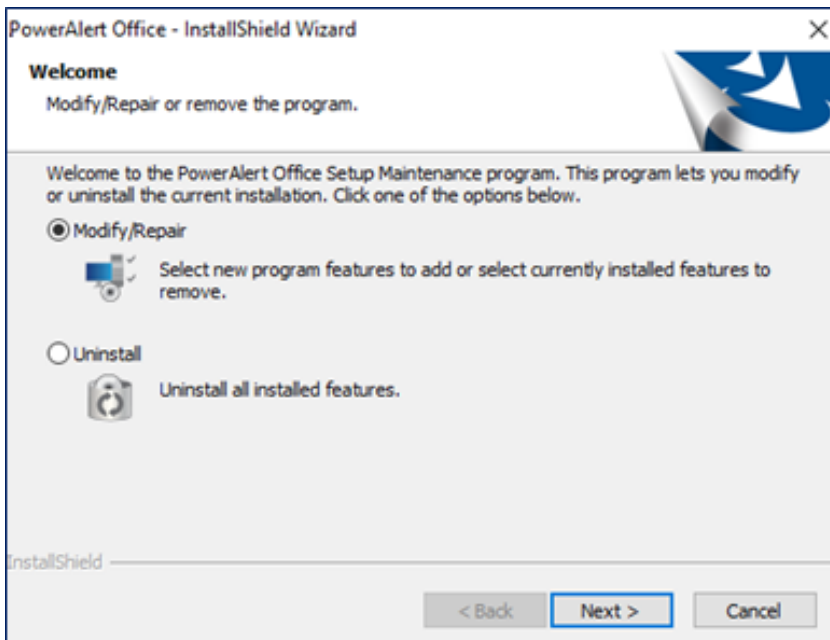 PowerAlert Office - InstallShield Wizard
Welcome
Modify/Repair or remove the program.
Welcome to the PowerAlert Office Setup Maintenance program. This program lets you modify
or uninstall the current installation. Click one of the options below.
Modify/Repair
Select new program features to add or select currently installed features to
remove.
Uninstall
Uninstall all installed features.
InstallShield
< Back
Next >
Cancel